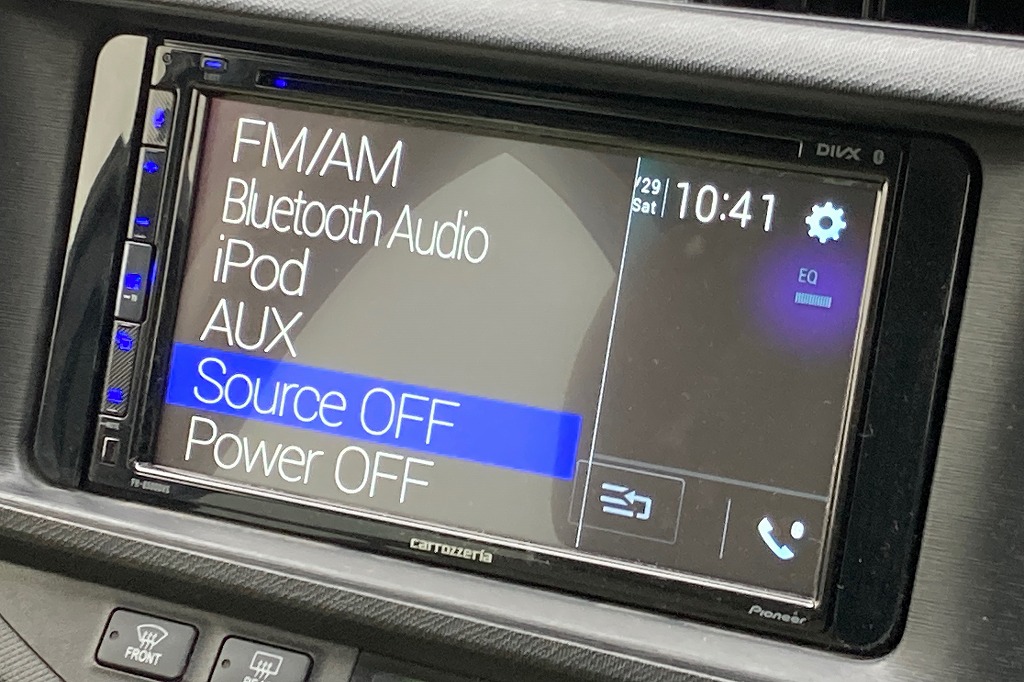 DIVX
FM/AM
Bluetooth Audio
iPod
AUX
Source OFF
Power OFF
/29
Sat
10:41
EQ
carrozzeria
Pioneer
FRONT